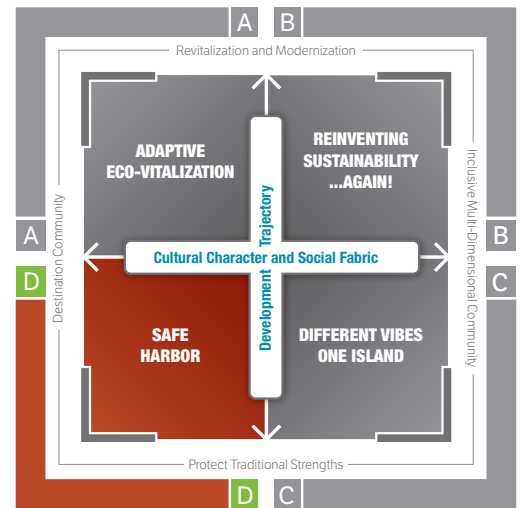 A B
Revitalization and Modernization
ADAPTIVE
ECO-VITALIZATION
REINVENTING
SUSTAINABILITY
...AGAIN!
Destination Community
Inclusive Multi-Dimensional Community
A
B
Cultural Character and Social Fabric
Development Trajectory
D
C
SAFE
HARBOR
DIFFERENT VIBES
ONE ISLAND
Protect Traditional Strengths
D C